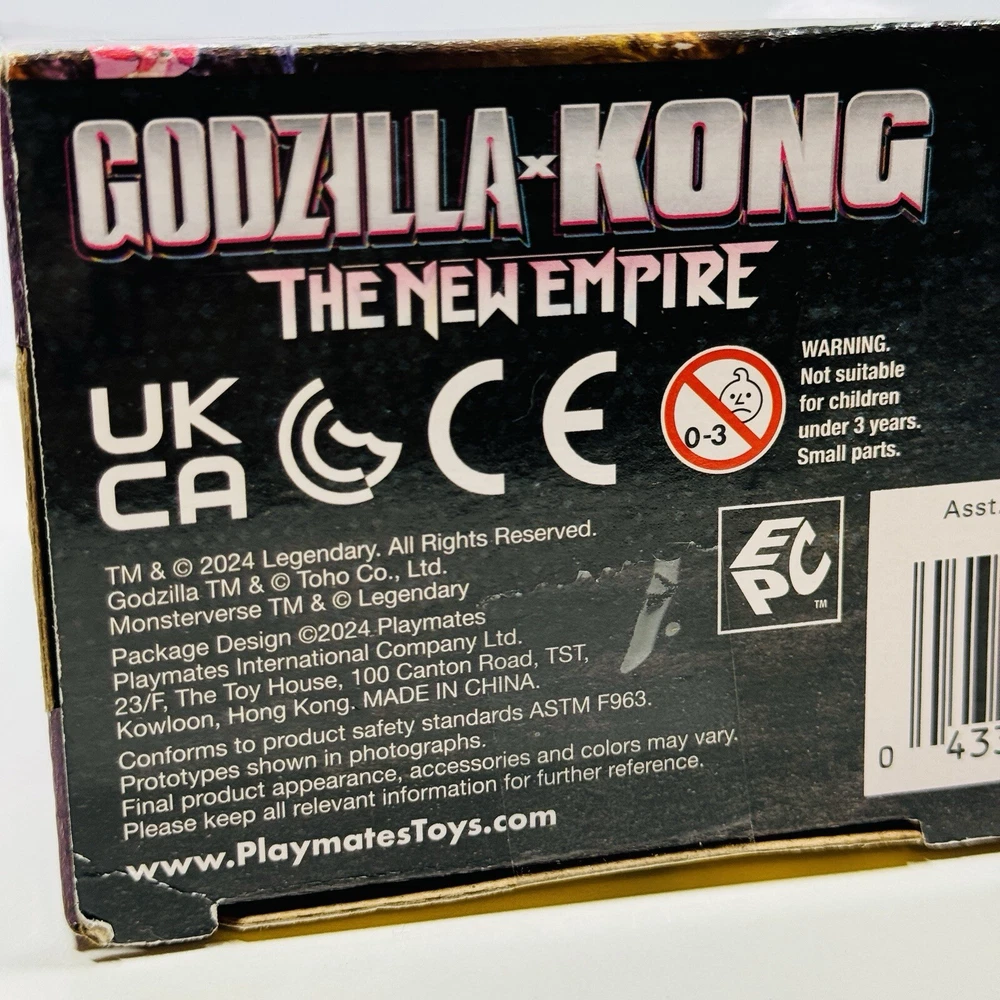 GODZILLA x KONG
THE NEW EMPIRE
UK
CA
CE
0-3
WARNING.
Not suitable
for children
under 3 years.
Small parts.
TM & © 2024 Legendary. All Rights Reserved.
Godzilla TM & © Toho Co., Ltd.
Monsterverse TM & © Legendary
Package Design ©2024 Playmates
Playmates International Company Ltd.
23/F, The Toy House, 100 Canton Road, TST,
Kowloon, Hong Kong. MADE IN CHINA.
Conforms to product safety standards ASTM F963.
Prototypes shown in photographs.
Final product appearance, accessories and colors may vary.
Please keep all relevant information for further reference.
www.PlaymatesToys.com
EPC
TM
Asst.
0 433